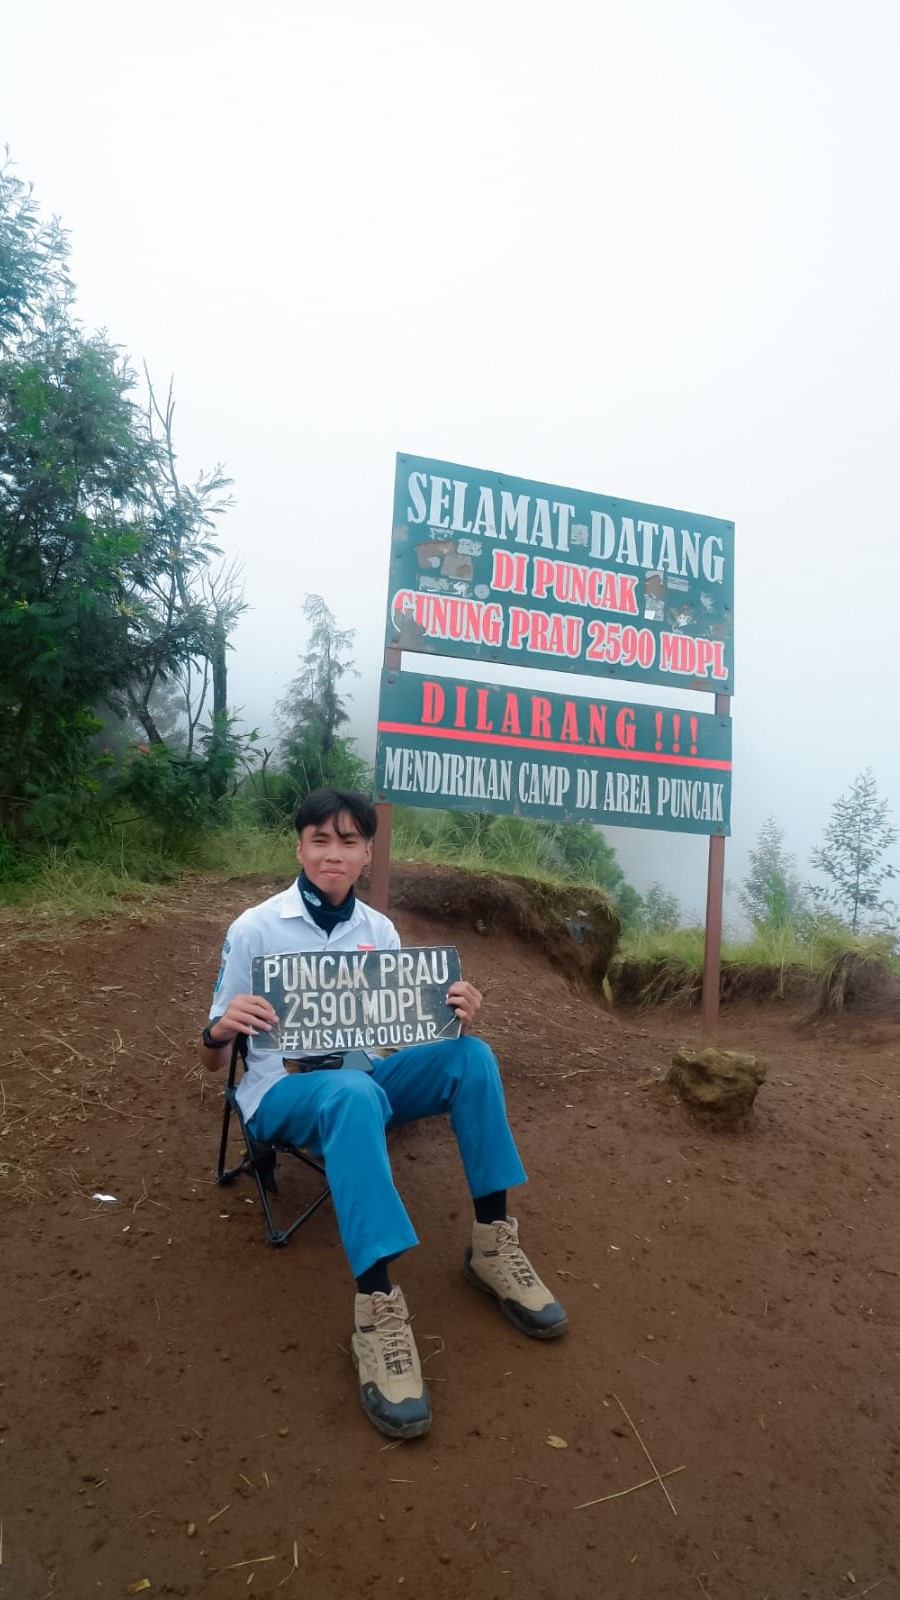 SELAMAT DATANG
DI PUNCAK
GUNUNG PRAU 2590 MDPL
DILARANG !!!
MENDIRIKAN CAMP DI AREA PUNCAK
PUNCAK PRAU
2590 MDPL
#WISATACOUGAR